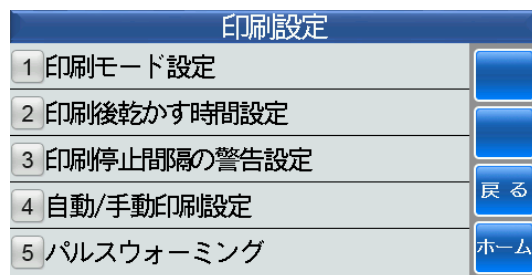 印刷設定
1 印刷モード設定
2 印刷後乾かす時間設定
3 印刷停止間隔の警告設定
4 自動/手動印刷設定
5 パルスウォーミング
戻る
ホーム